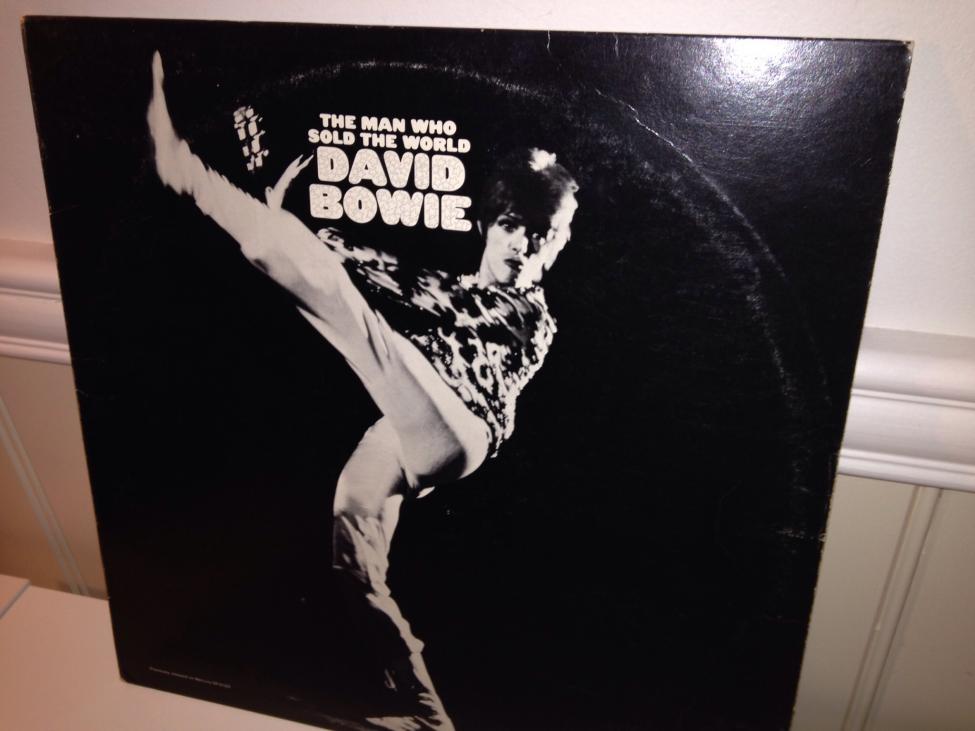 THE MAN WHO
SOLD THE WORLD
DAVID
BOWIE